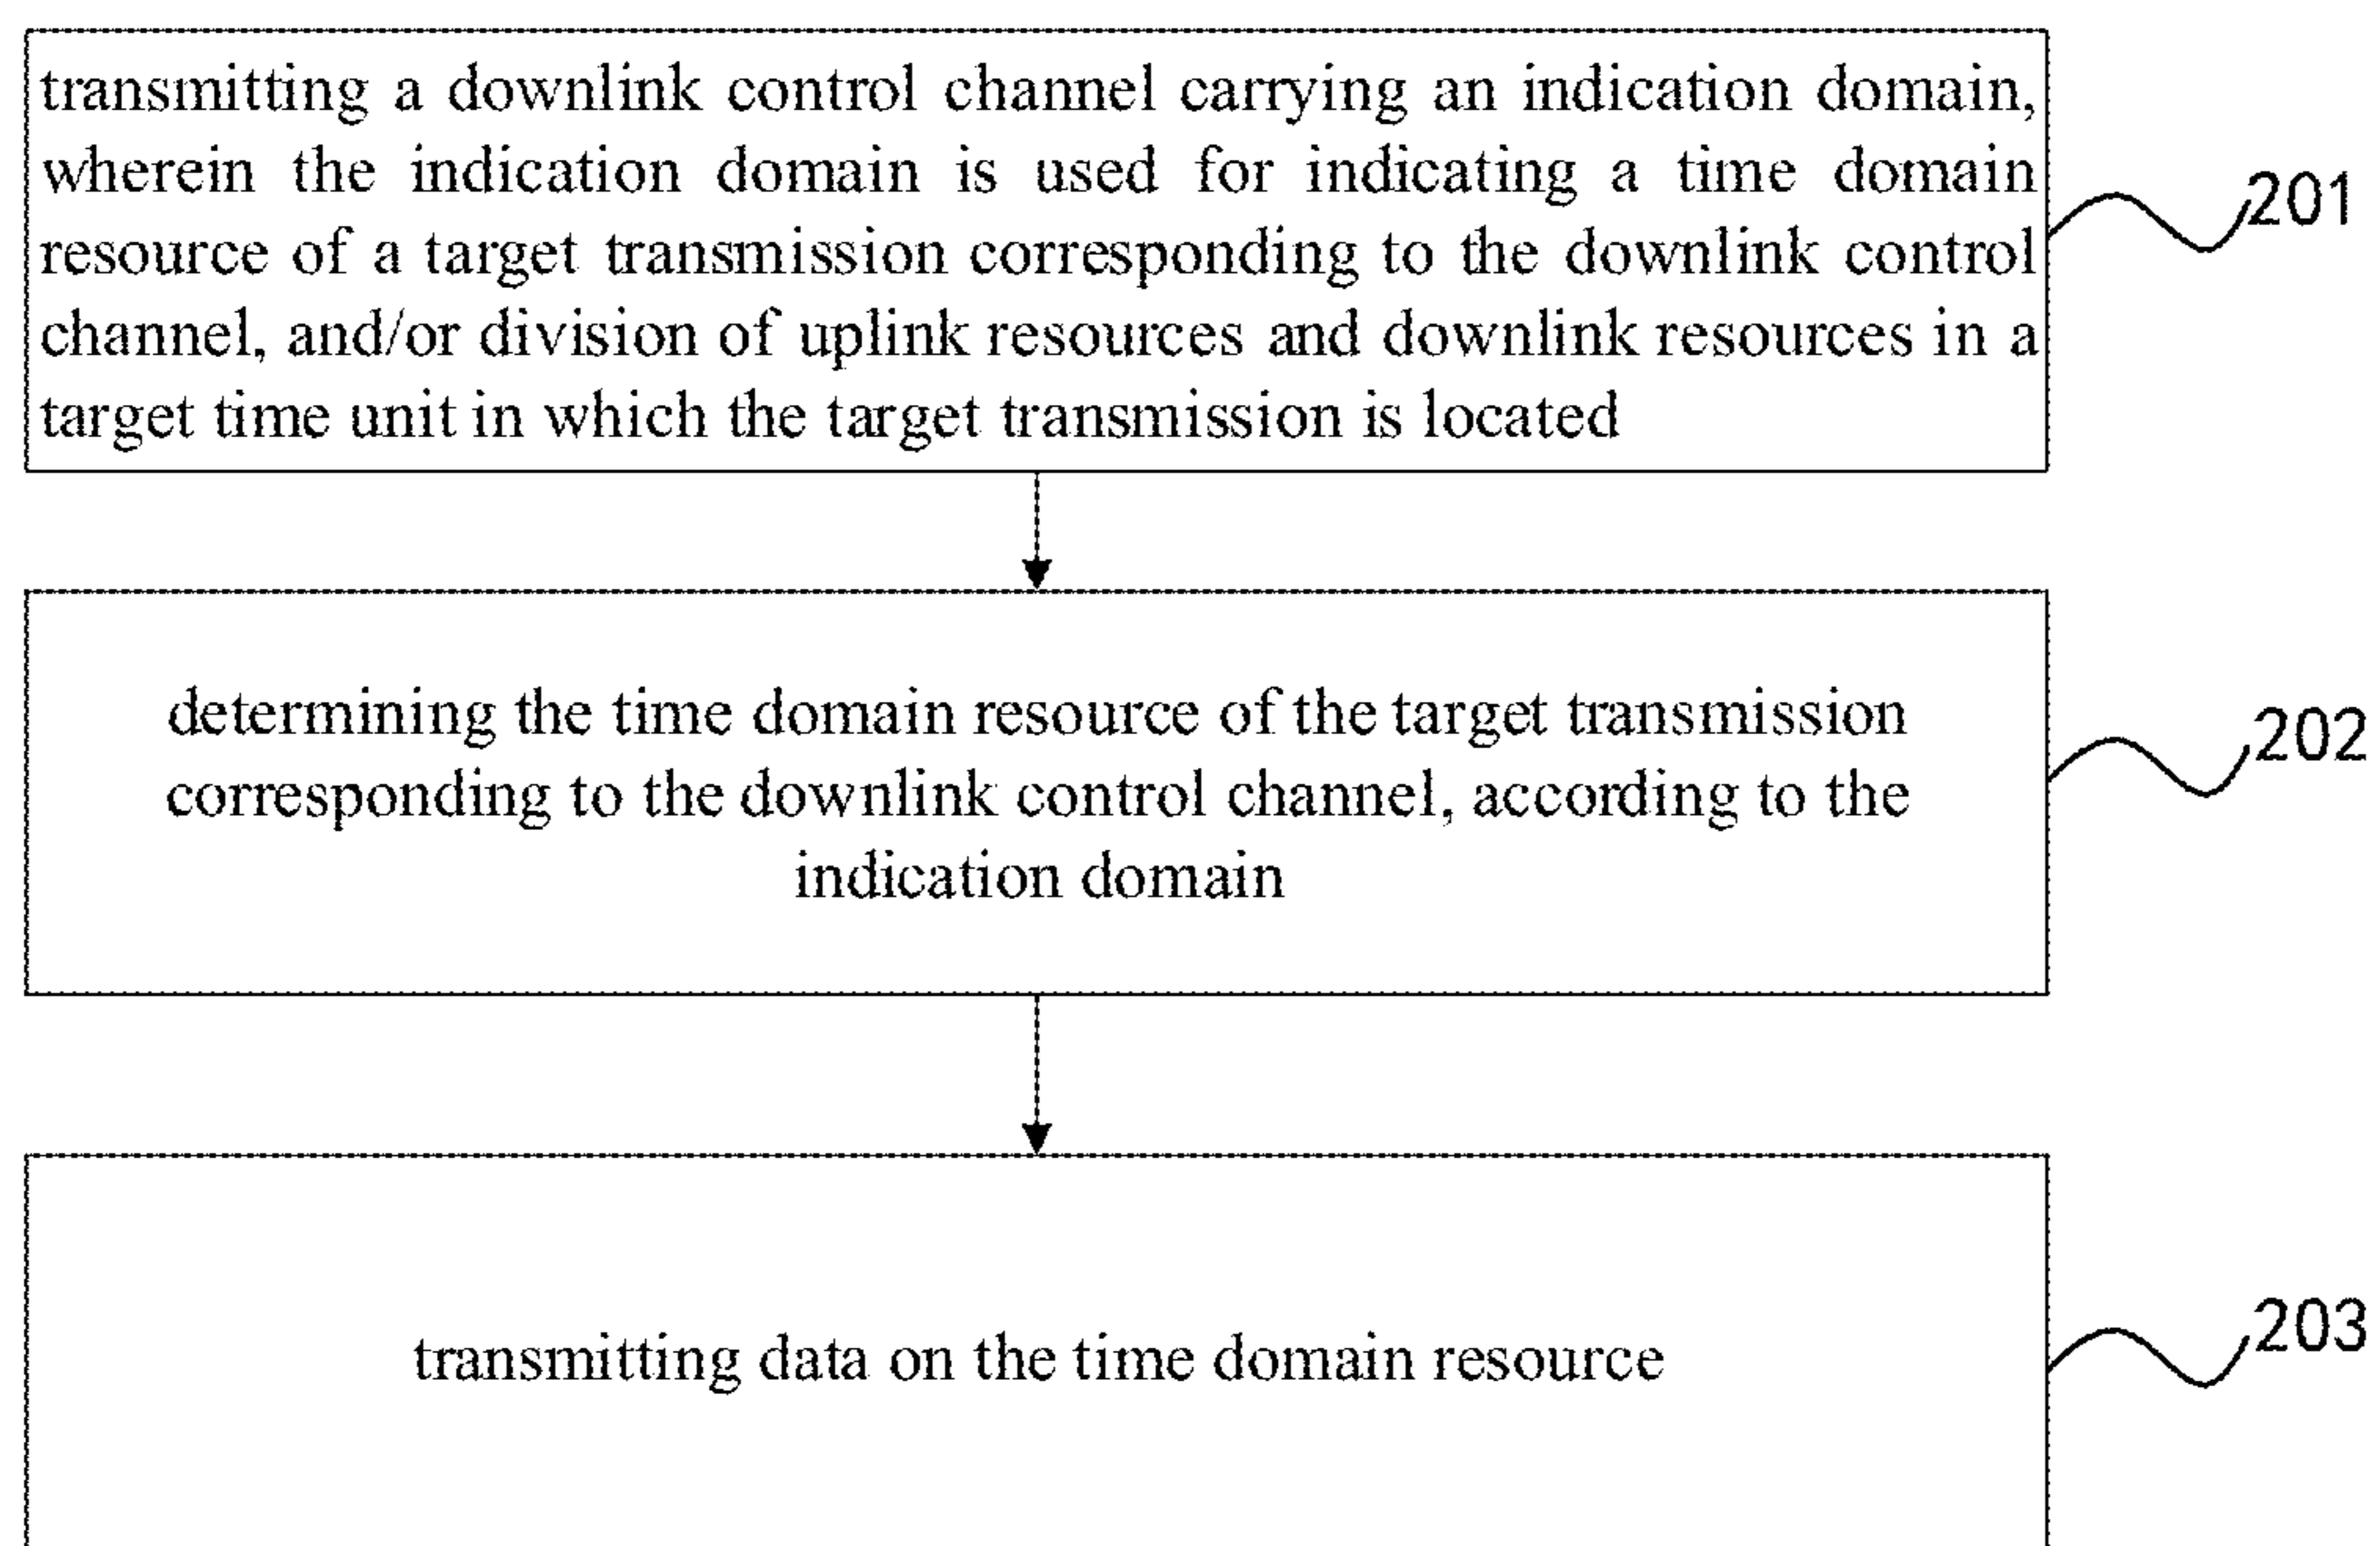 transmitting a downlink control channel carrying an indication domain,
wherein the indication domain is used for indicating a time domain
resource of a target transmission corresponding to the downlink control
channel, and/or division of uplink resources and downlink resources in a
target time unit in which the target transmission is located
201
determining the time domain resource of the target transmission
corresponding to the downlink control channel, according to the
indication domain
202
transmitting data on the time domain resource
203